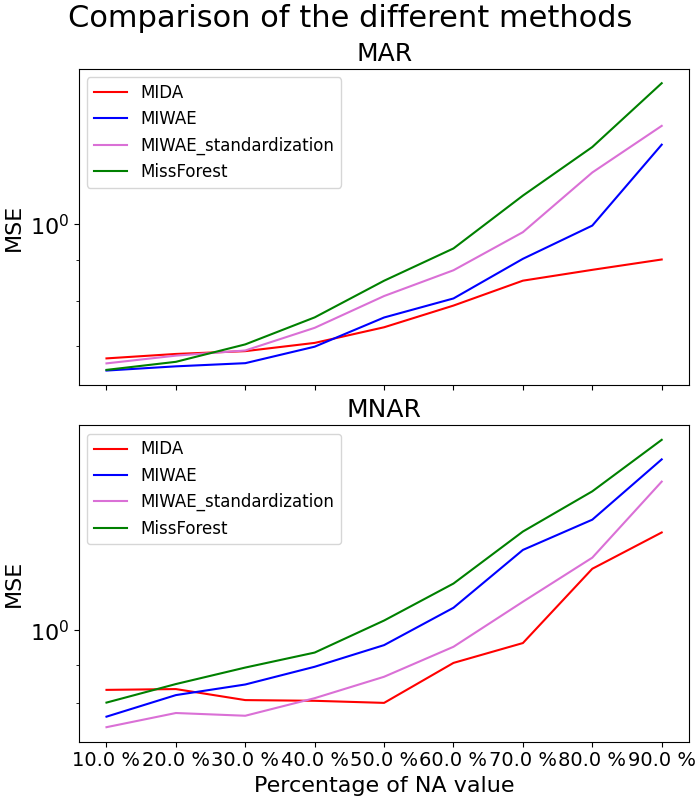 Comparison of the different methods
MAR
MIDA
MIWAE
MIWAE_standardization
MissForest
MSE
10⁰
MNAR
MIDA
MIWAE
MIWAE_standardization
MissForest
MSE
10⁰
10.0 % 20.0 % 30.0 % 40.0 % 50.0 % 60.0 % 70.0 % 80.0 % 90.0 %
Percentage of NA value